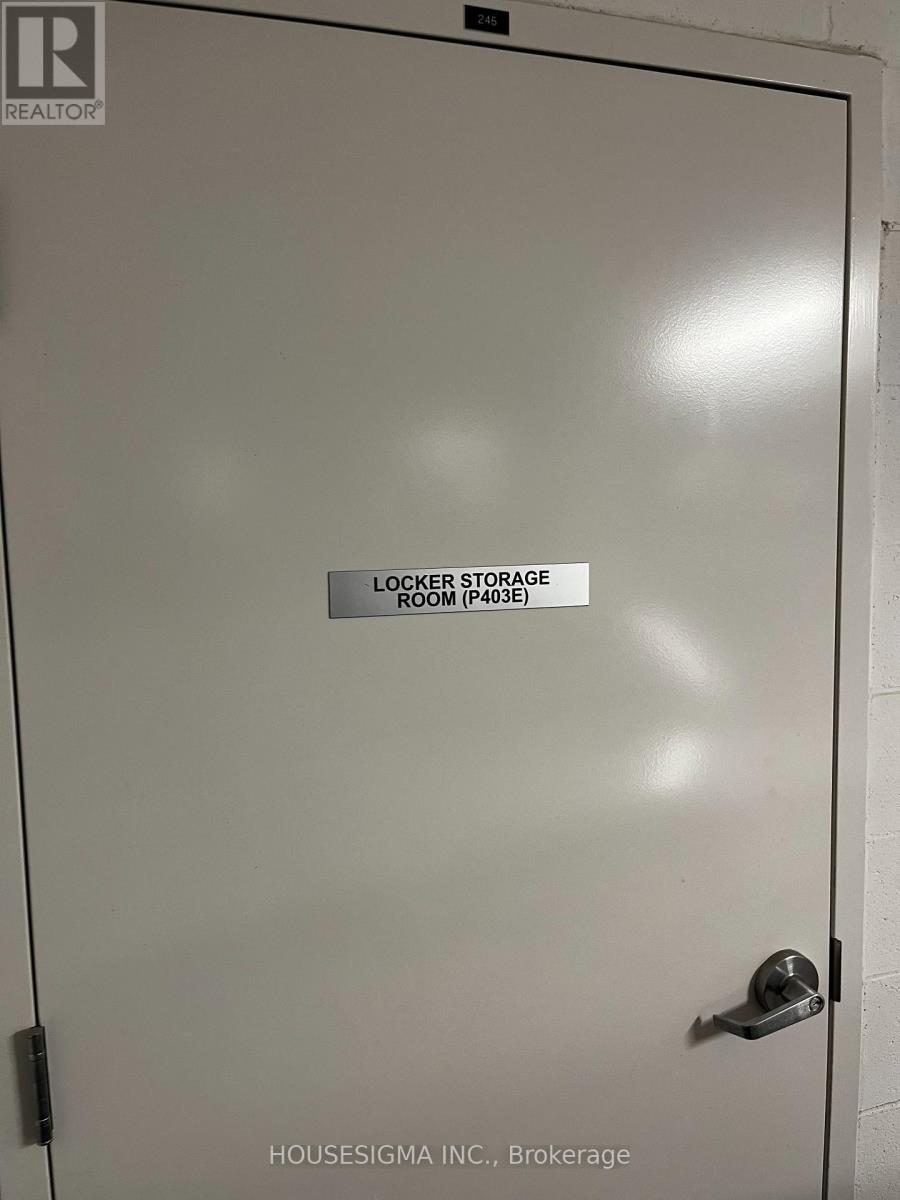 245
R
REALTOR®
LOCKER STORAGE
ROOM (P403E)
HOUSESIGMA INC., Brokerage